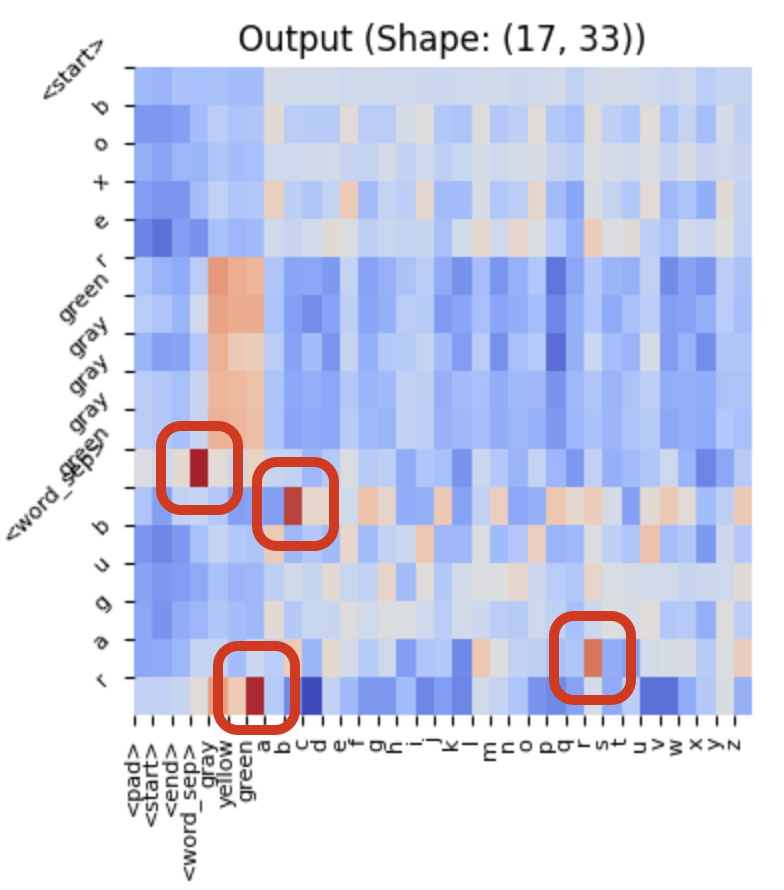 Output (Shape: (17, 33))
<start>
b
o
x
e
r
green
gray
gray
gray
green
<word_sep>
b
u
g
a
r
<pad>
<start>
<end>
<word_sep>
gray
yellow
green
a
b
c
d
e
f
g
h
i
j
k
l
m
n
o
p
q
r
s
t
u
v
w
x
y
z